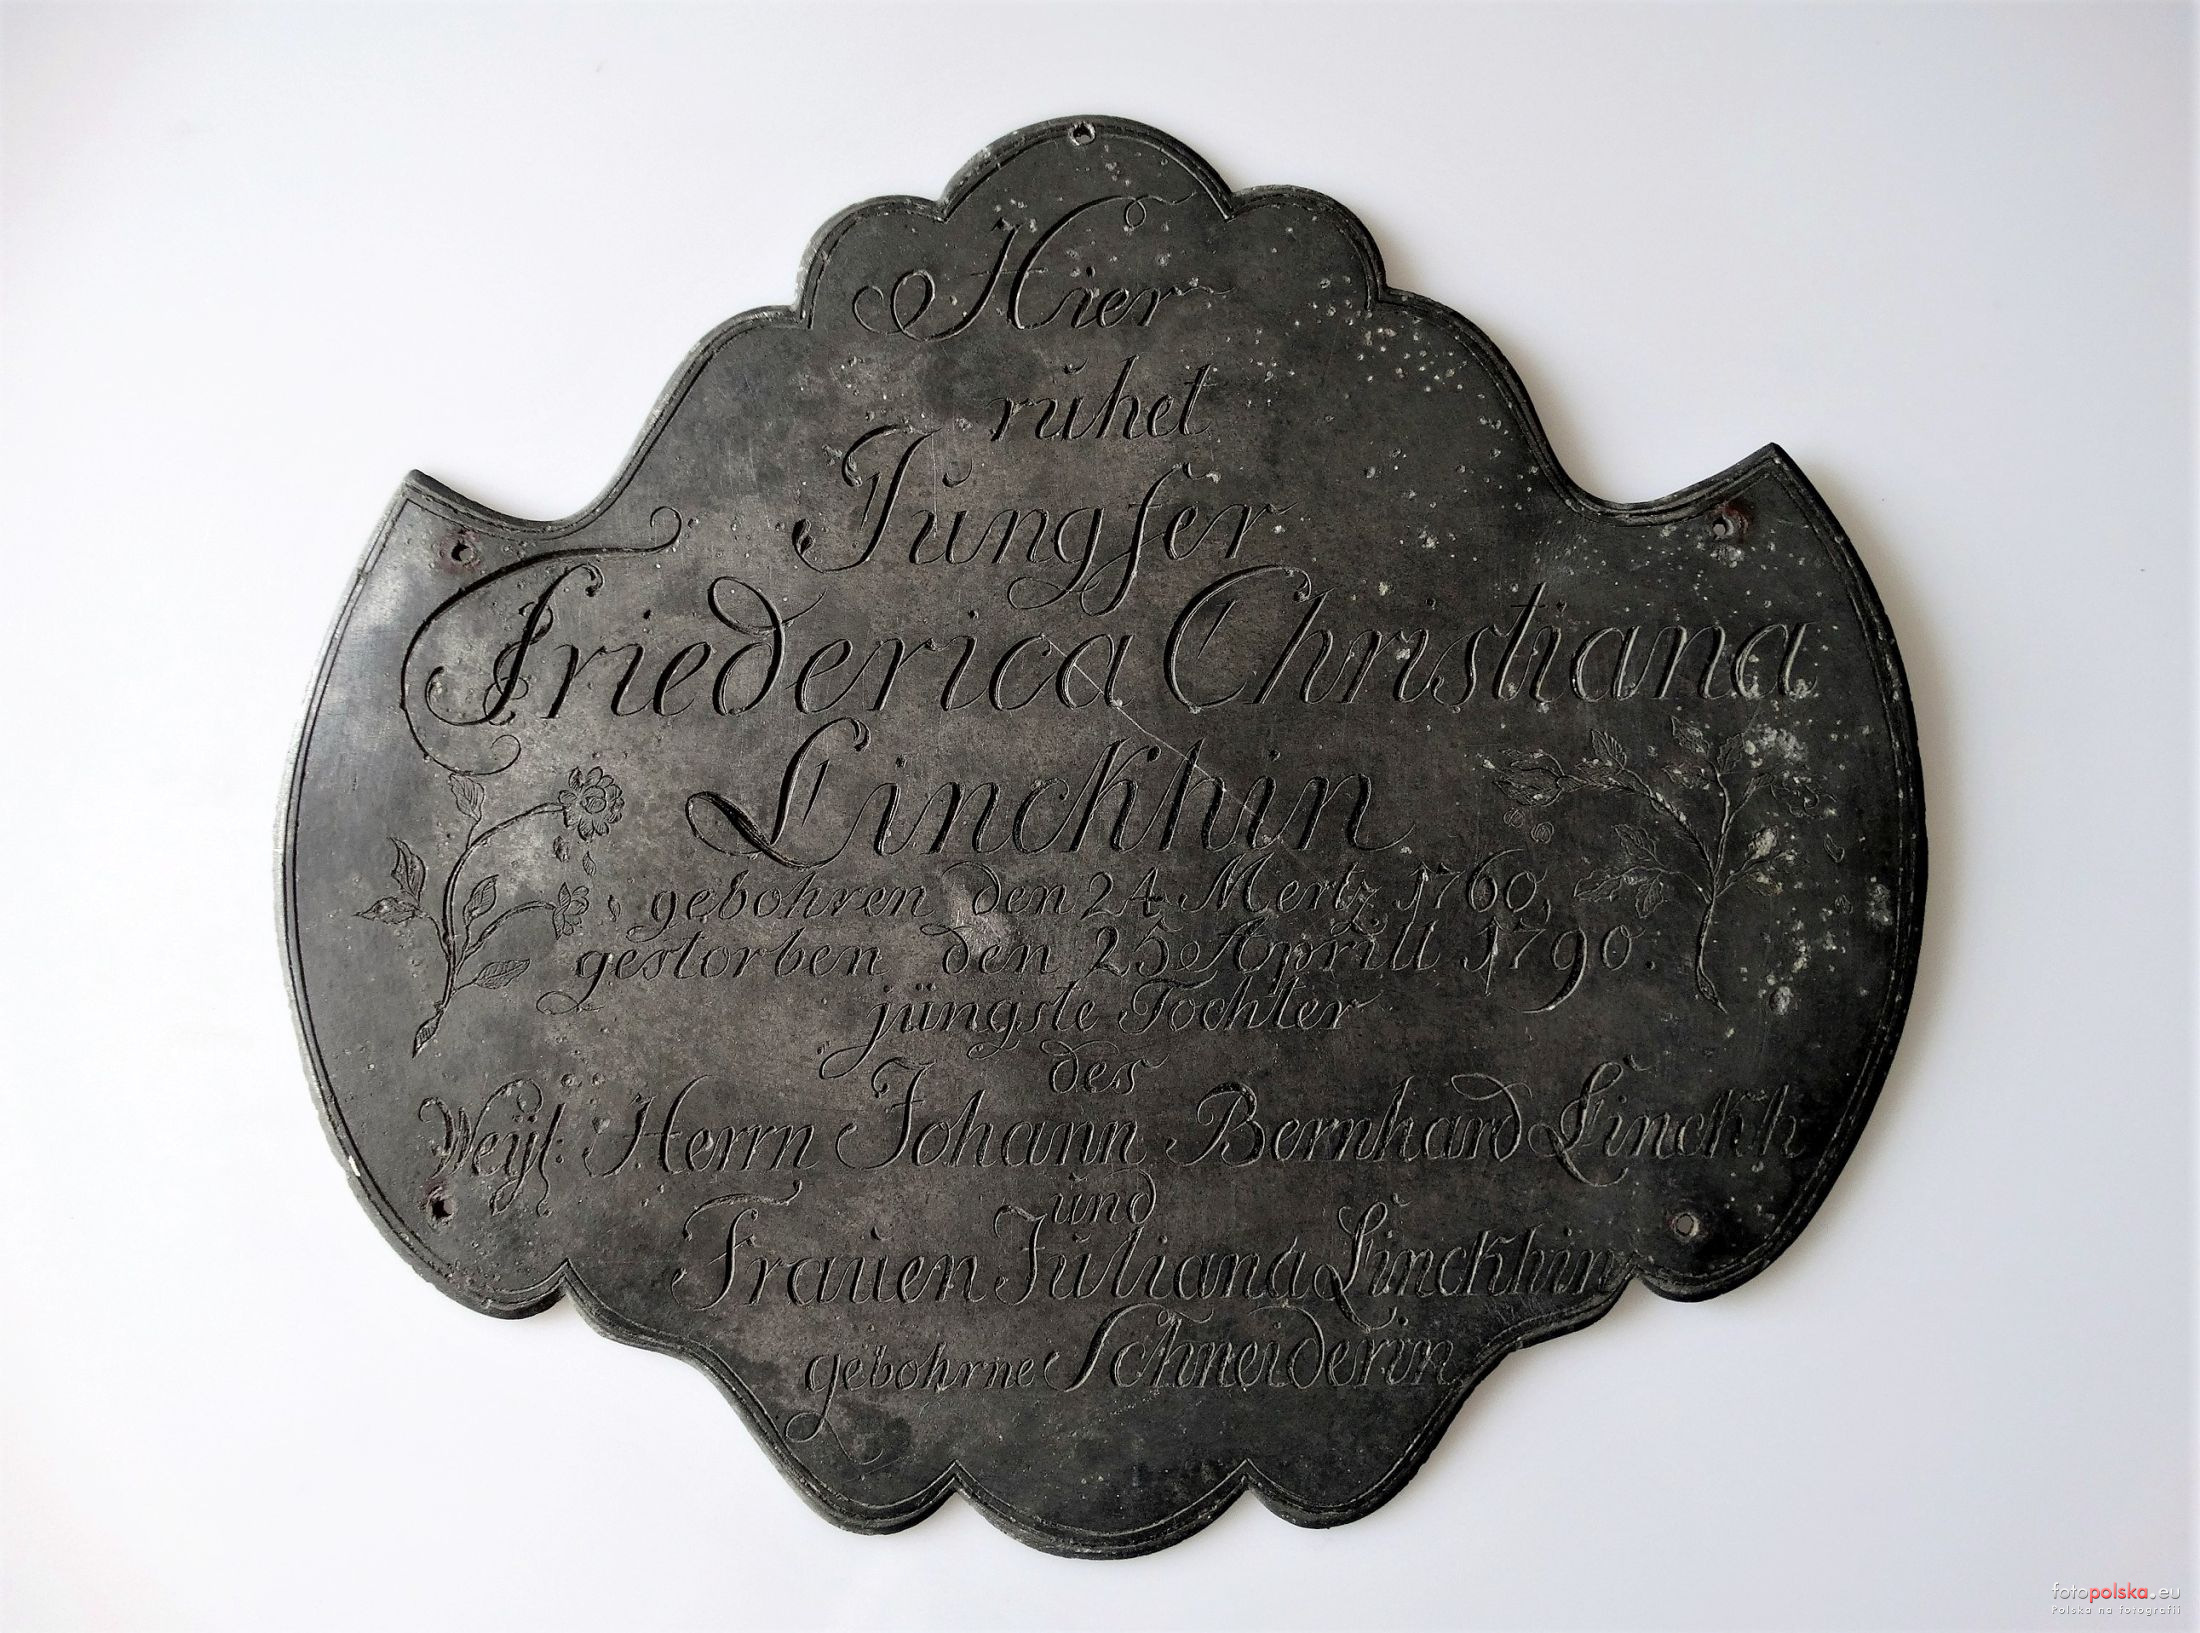 Hier
ruhet
Jungfer
Friederica Christiana
Linckhin
gebohren den 24 Mertz 1760,
gestorben den 25 Aprill 1790.
jüngste Tochter
des
Weÿl: Herrn Johann Bernhard Linckh
und
Frauen Juliana Linckhin
gebohrne Schneiderin
fotopolska.eu
Polska na fotografii